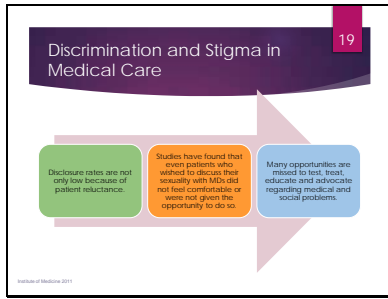 19
Discrimination and Stigma in
Medical Care
Disclosure rates are not
only low because of
patient reluctance.
Studies have found that
even patients who
wished to discuss their
sexuality with MDs did
not feel comfortable or
were not given the
opportunity to do so.
Many opportunities are
missed to test, treat,
educate and advocate
regarding medical and
social problems.
Institute of Medicine 2011